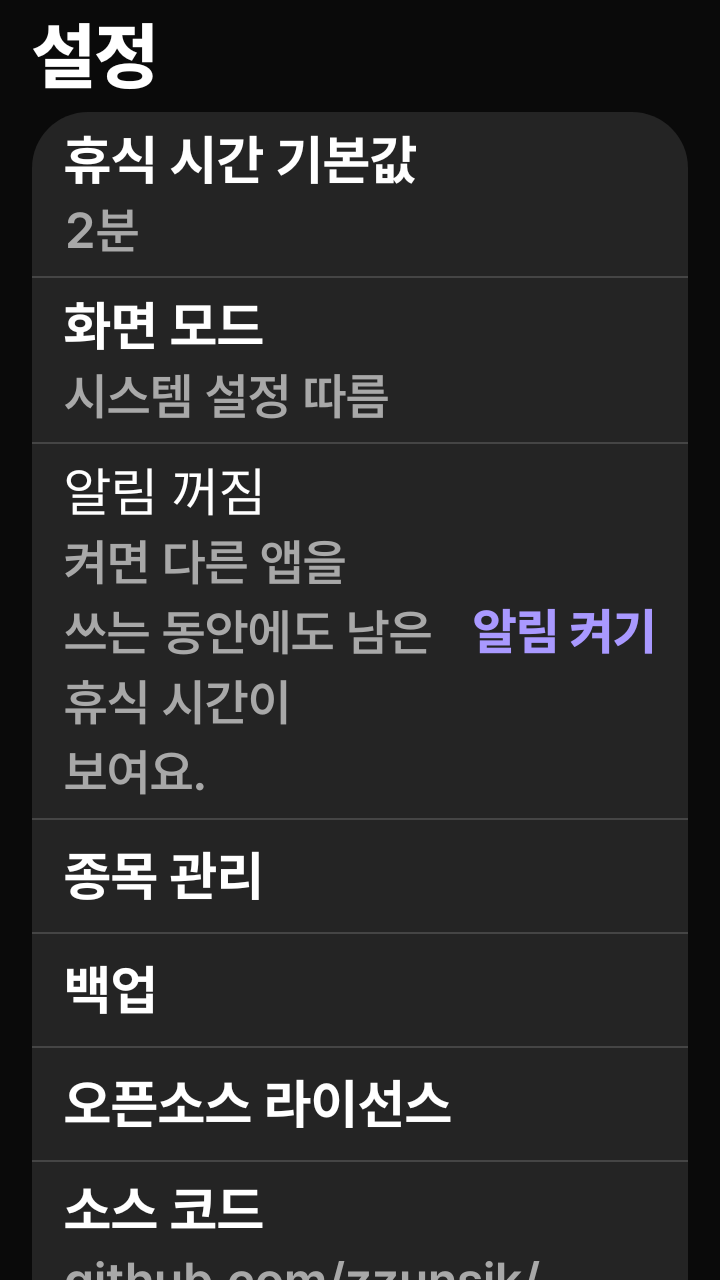 설정
휴식 시간 기본값
2분
화면 모드
시스템 설정 따름
알림 꺼짐
켜면 다른 앱을
쓰는 동안에도 남은
휴식 시간이
보여요.
알림 켜기
종목 관리
백업
오픈소스 라이선스
소스 코드
github.com/zzunsik/